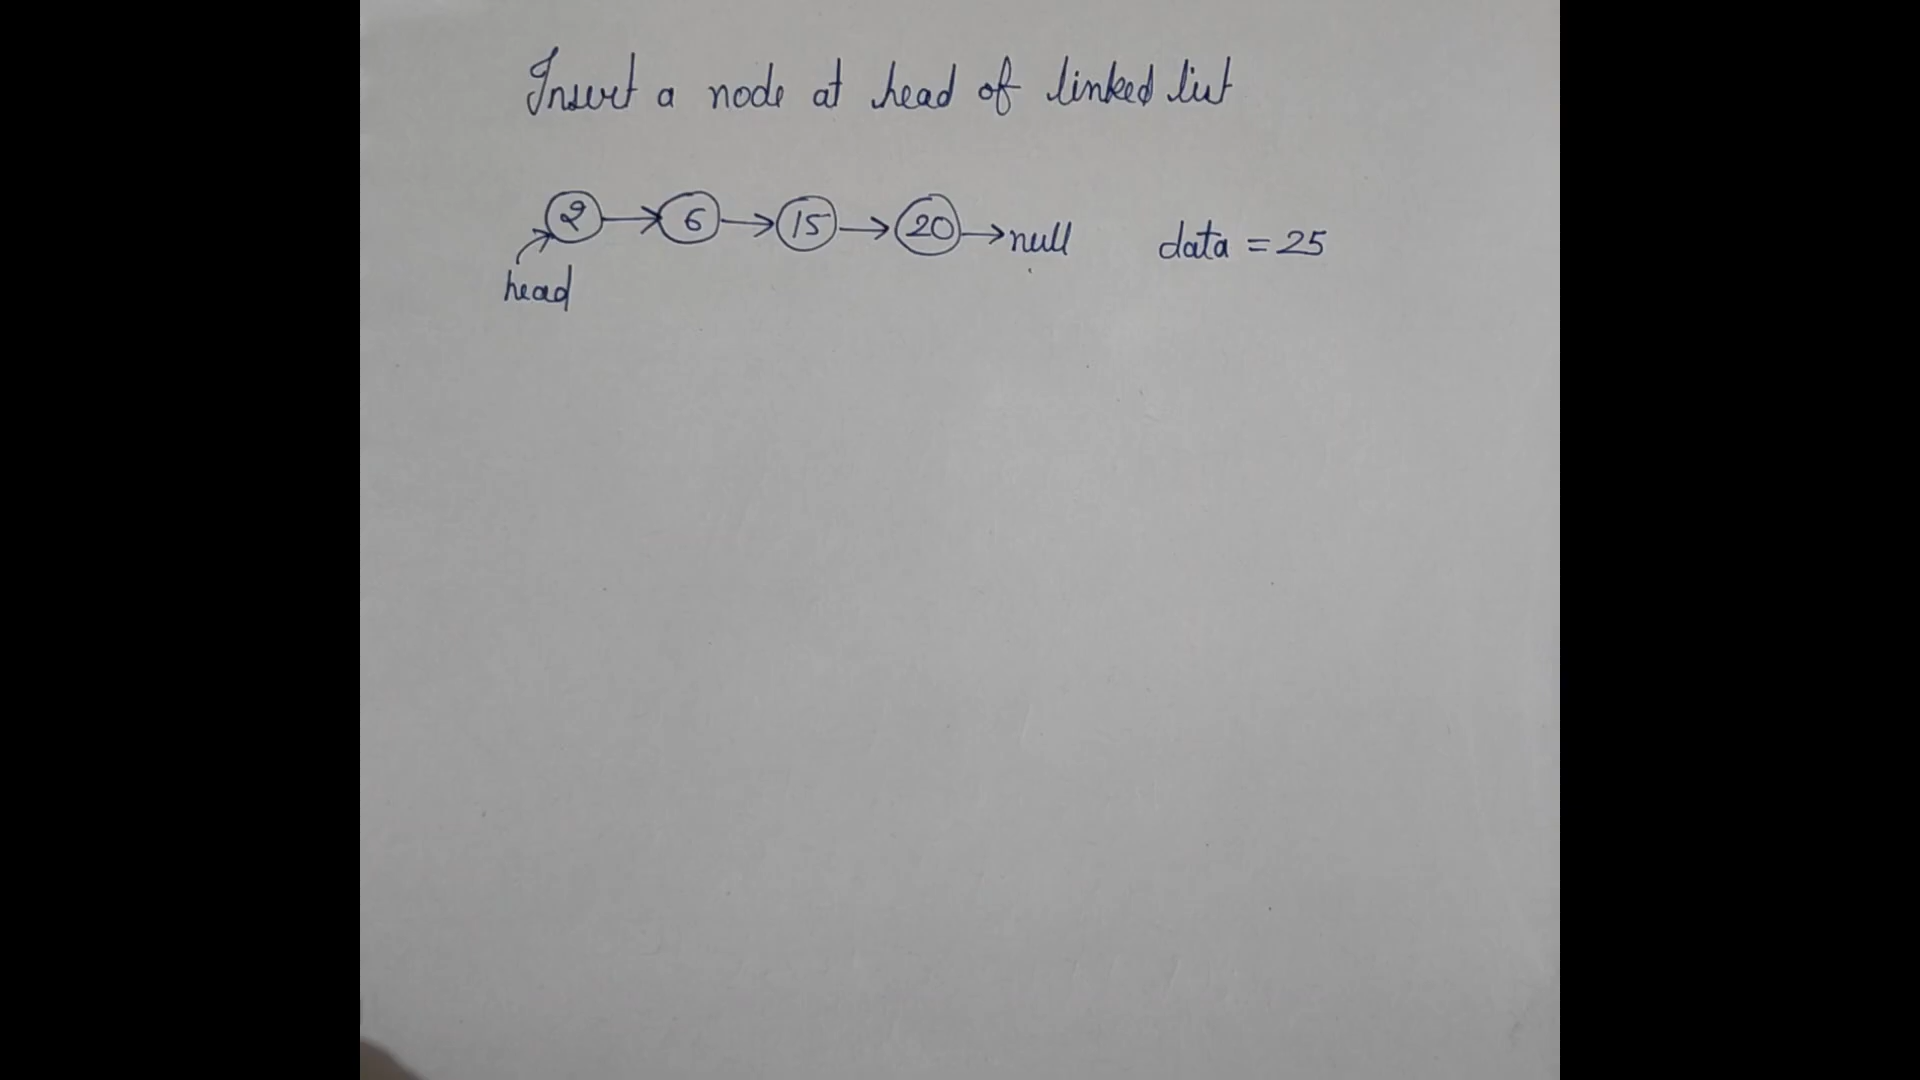 Insert a node at head of linked list
2 → 6 → 15 → 20 → null data = 25
head